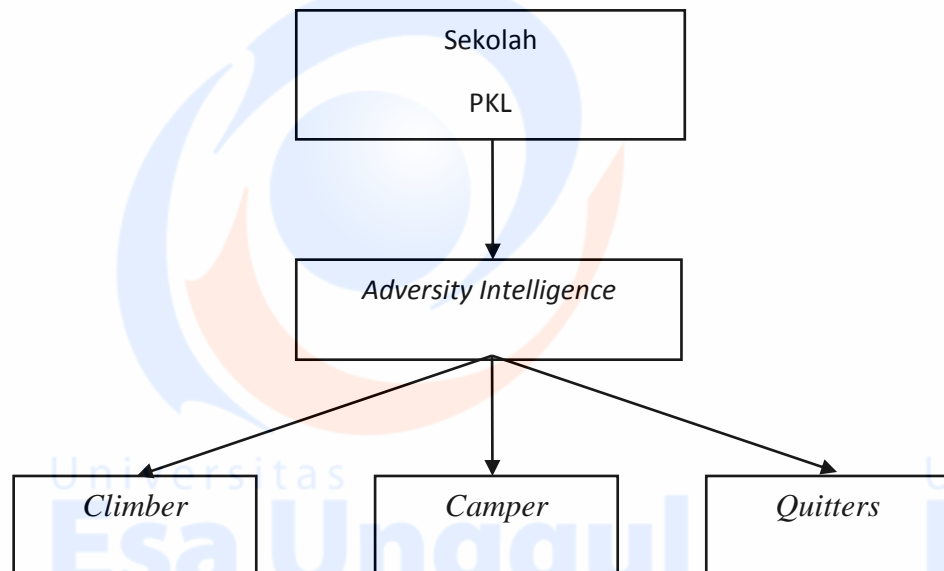 Sekolah
PKL
Adversity Intelligence
Climber
Camper
Quitters
Universitas
Esa Unggul